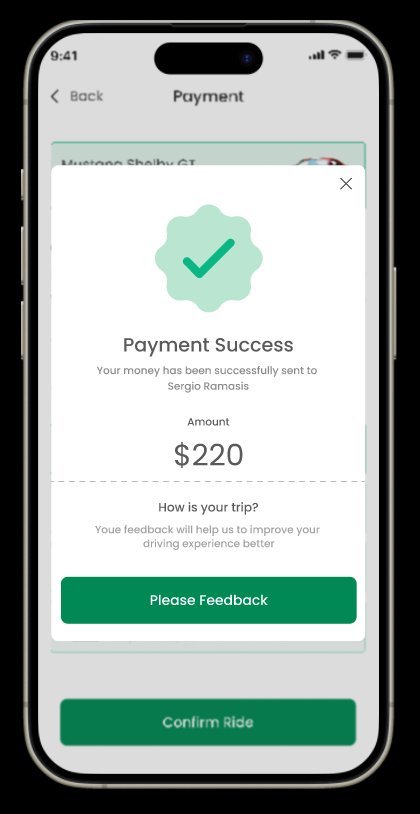 9:41
Back
Payment
Mustang Shelby GT
Payment Success
Your money has been successfully sent to
Sergio Ramasis
Amount
$220
How is your trip?
Youe feedback will help us to improve your
driving experience better
Please Feedback
Confirm Ride